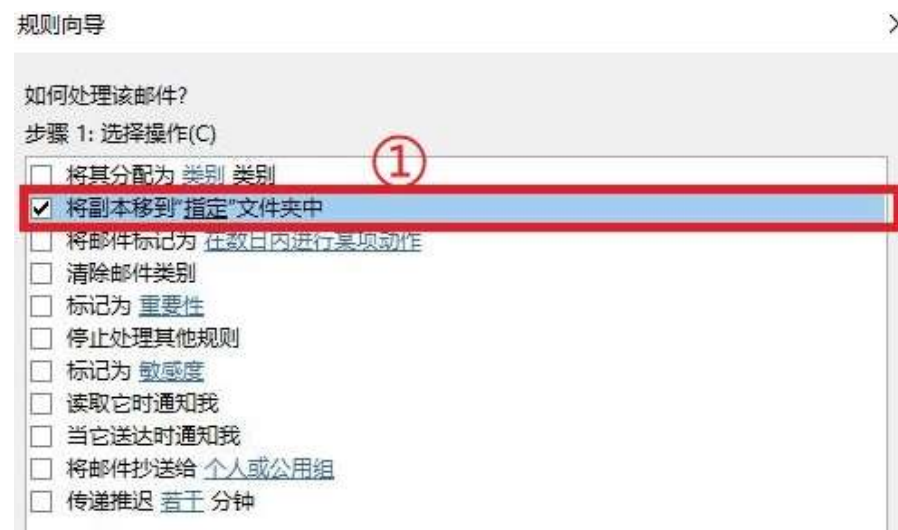 规则向导
如何处理该邮件?
步骤 1: 选择操作(C)
①
将其分配为 类别 类别
将副本移到"指定"文件夹中
将邮件标记为 在数日内进行某项动作
清除邮件类别
标记为 重要性
停止处理其他规则
标记为 敏感度
读取它时通知我
当它送达时通知我
将邮件抄送给 个人或公用组
传递推迟 若干 分钟